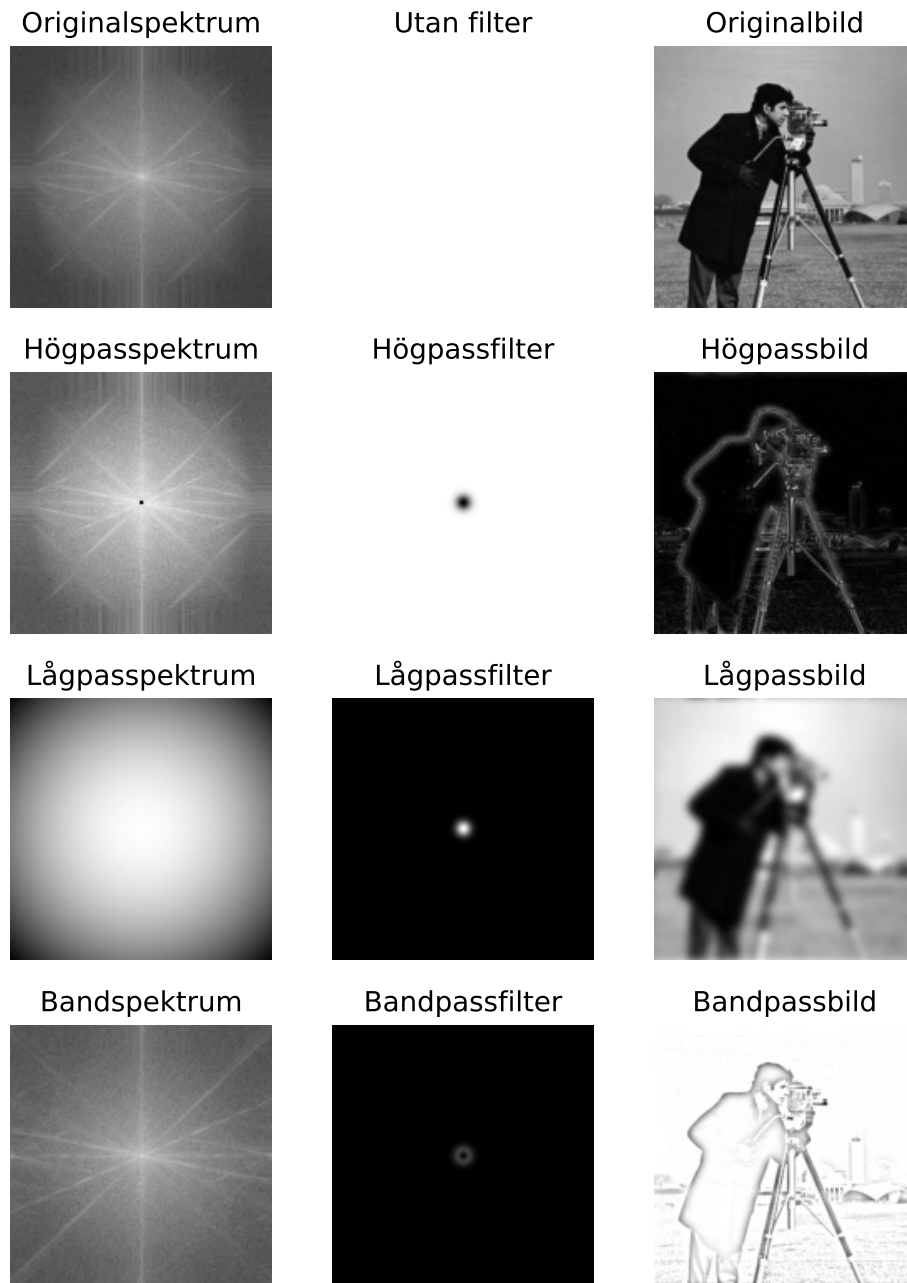 Originalspektrum
Utan filter
Originalbild
Högpasspektrum
Högpassfilter
Högpassbild
Lågpasspektrum
Lågpassfilter
Lågpassbild
Bandspektrum
Bandpassfilter
Bandpassbild